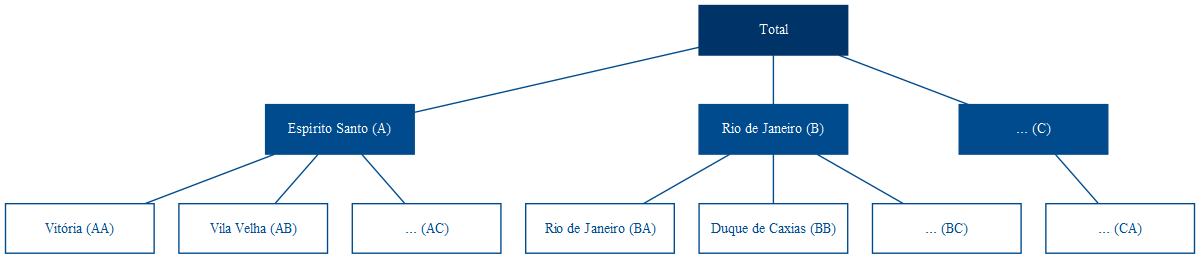 Total
Espírito Santo (A)
Rio de Janeiro (B)
... (C)
Vitória (AA)
Vila Velha (AB)
... (AC)
Rio de Janeiro (BA)
Duque de Caxias (BB)
... (BC)
... (CA)